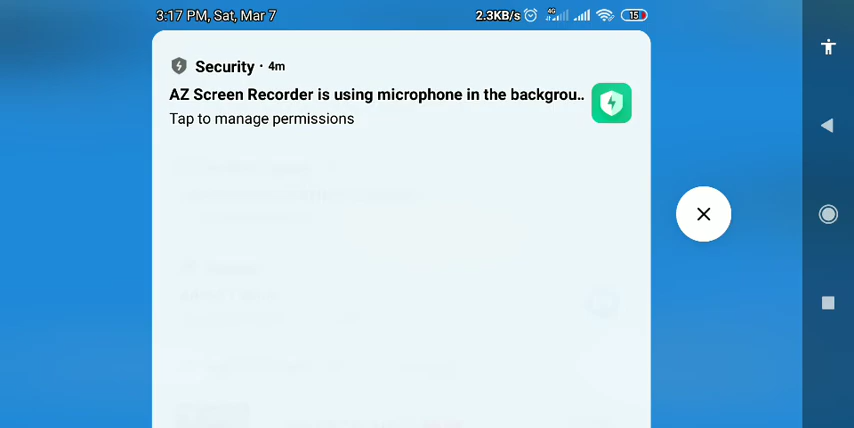 3:17 PM, Sat, Mar 7 2.3KB/s 4G 15
Security · 4m
AZ Screen Recorder is using microphone in the backgrou..
Tap to manage permissions